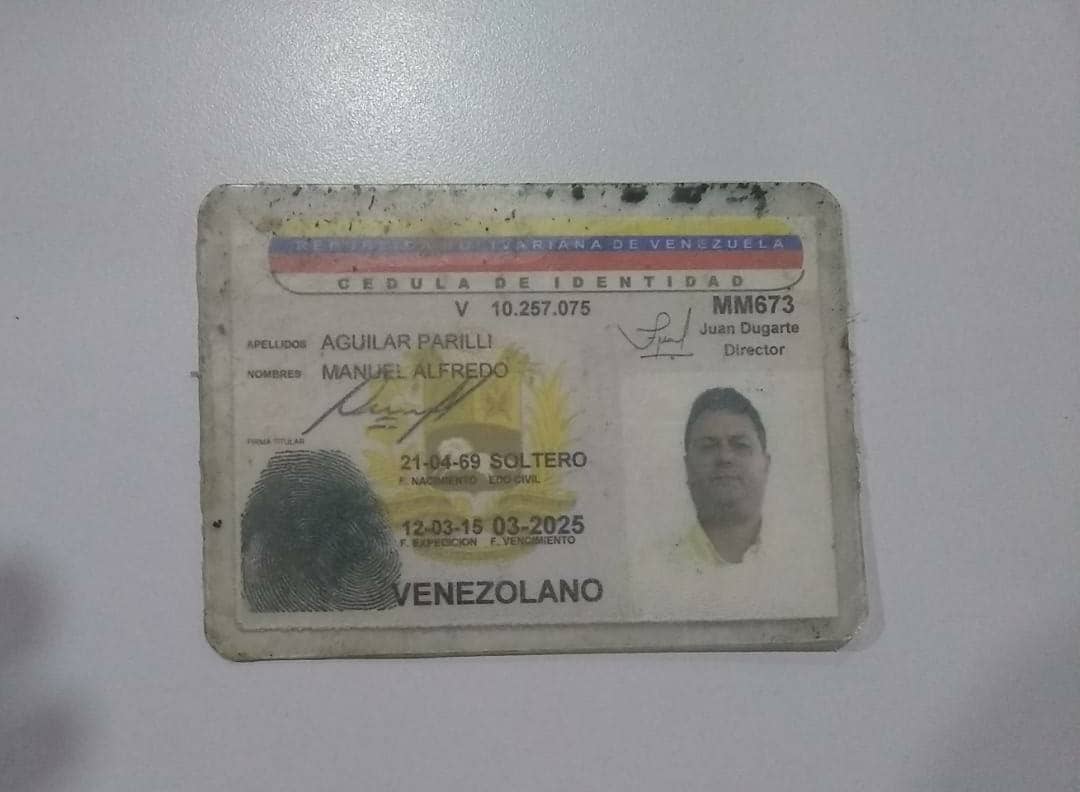 REPUBLICA BOLIVARIANA DE VENEZUELA
CEDULA DE IDENTIDAD
V 10.257.075
MM673
Juan Dugarte
Director
APELLIDOS AGUILAR PARILLI
NOMBRES MANUEL ALFREDO
FIRMA TITULAR
21-04-69 SOLTERO
F. NACIMIENTO EDO CIVIL
12-03-15 03-2025
F. EXPEDICION F. VENCIMIENTO
VENEZOLANO